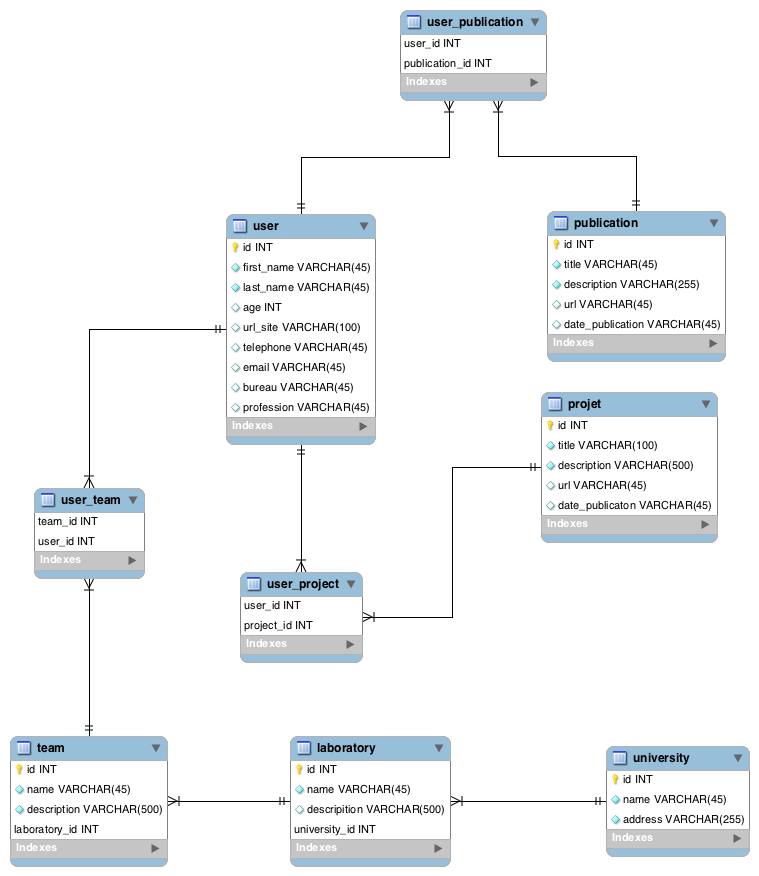 user_publication
user_id INT
publication_id INT
Indexes
user
id INT
first_name VARCHAR(45)
last_name VARCHAR(45)
age INT
url_site VARCHAR(100)
telephone VARCHAR(45)
email VARCHAR(45)
bureau VARCHAR(45)
profession VARCHAR(45)
Indexes
publication
id INT
title VARCHAR(45)
description VARCHAR(255)
url VARCHAR(45)
date_publication VARCHAR(45)
Indexes
projet
id INT
title VARCHAR(100)
description VARCHAR(500)
url VARCHAR(45)
date_publicaton VARCHAR(45)
Indexes
user_team
team_id INT
user_id INT
Indexes
user_project
user_id INT
project_id INT
Indexes
team
id INT
name VARCHAR(45)
description VARCHAR(500)
laboratory_id INT
Indexes
laboratory
id INT
name VARCHAR(45)
descripition VARCHAR(500)
university_id INT
Indexes
university
id INT
name VARCHAR(45)
address VARCHAR(255)
Indexes